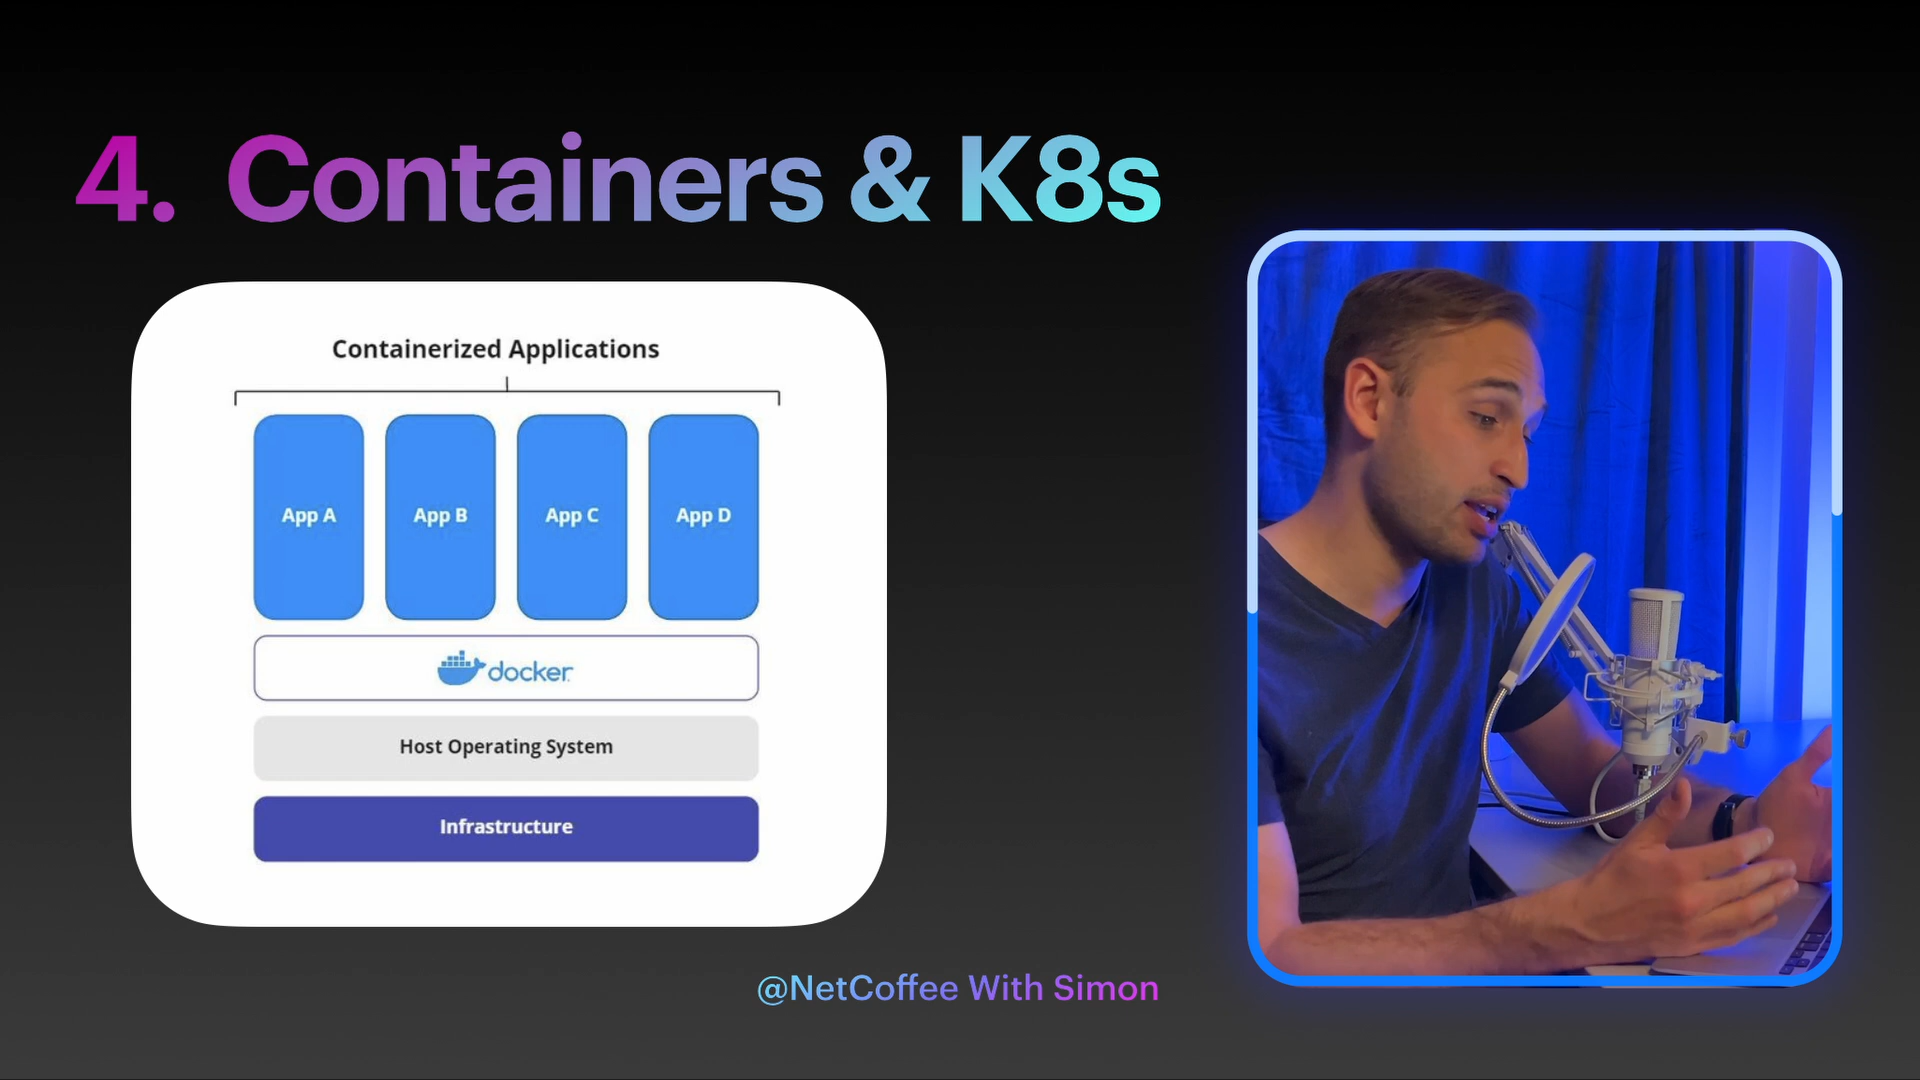 4. Containers & K8s
Containerized Applications
App A
App B
App C
App D
docker
Host Operating System
Infrastructure
@NetCoffee With Simon